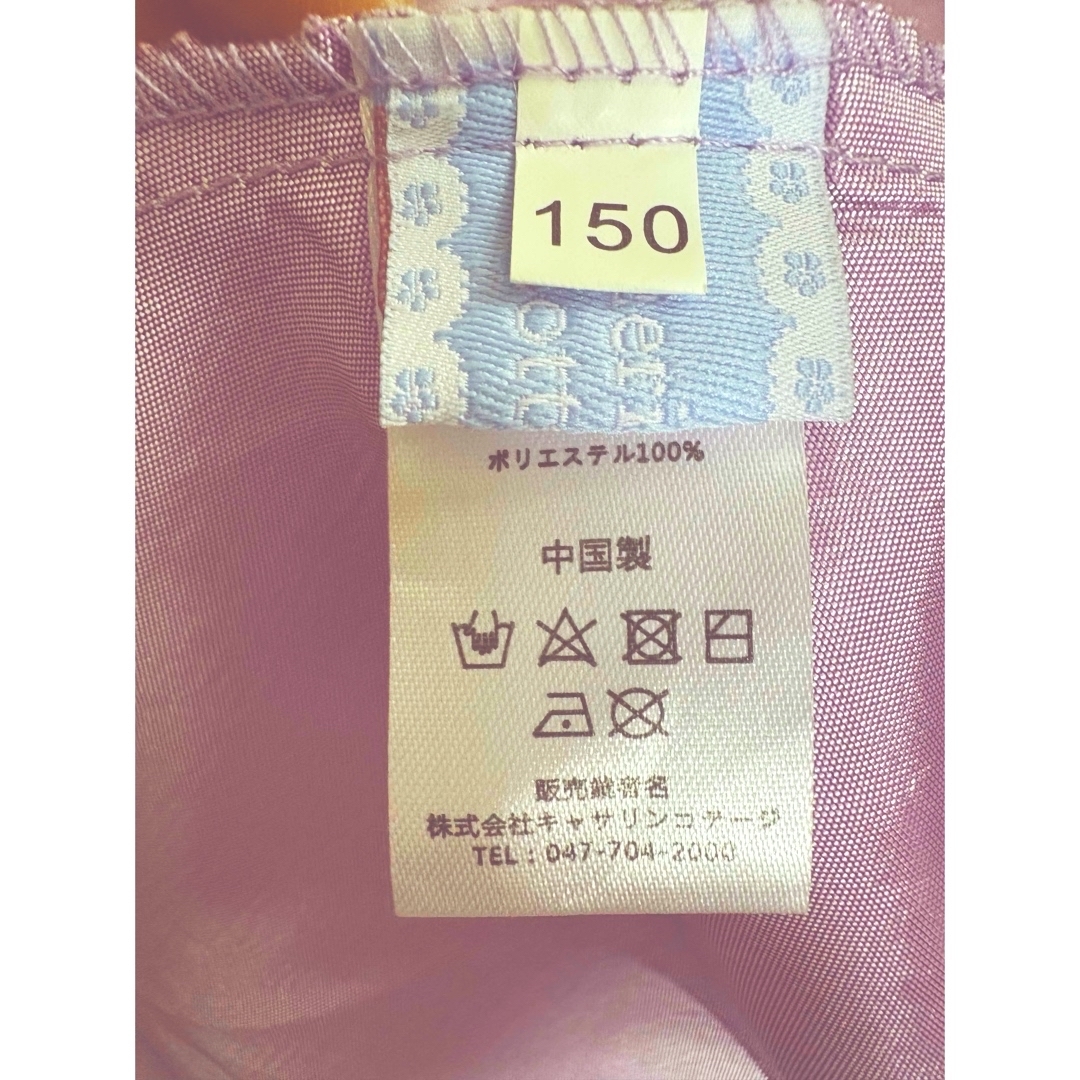 150
ポリエステル100%
中国製
販売業者名
株式会社キャサリンコテージ
TEL : 047-704-2000